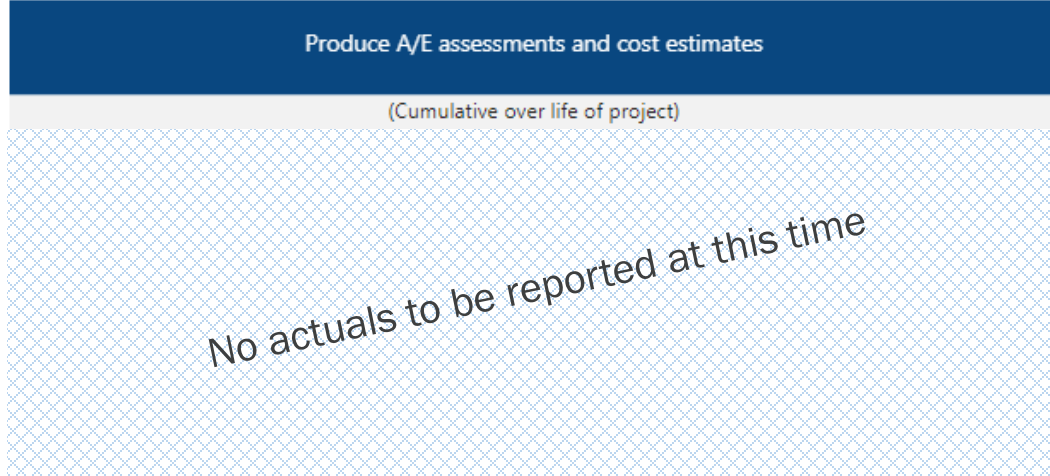 Produce A/E assessments and cost estimates
(Cumulative over life of project)
No actuals to be reported at this time